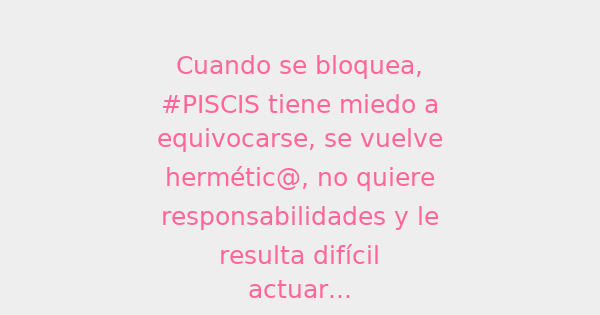 Cuando se bloquea,
#PISCIS tiene miedo a
equivocarse, se vuelve
hermétic@, no quiere
responsabilidades y le
resulta difícil
actuar...